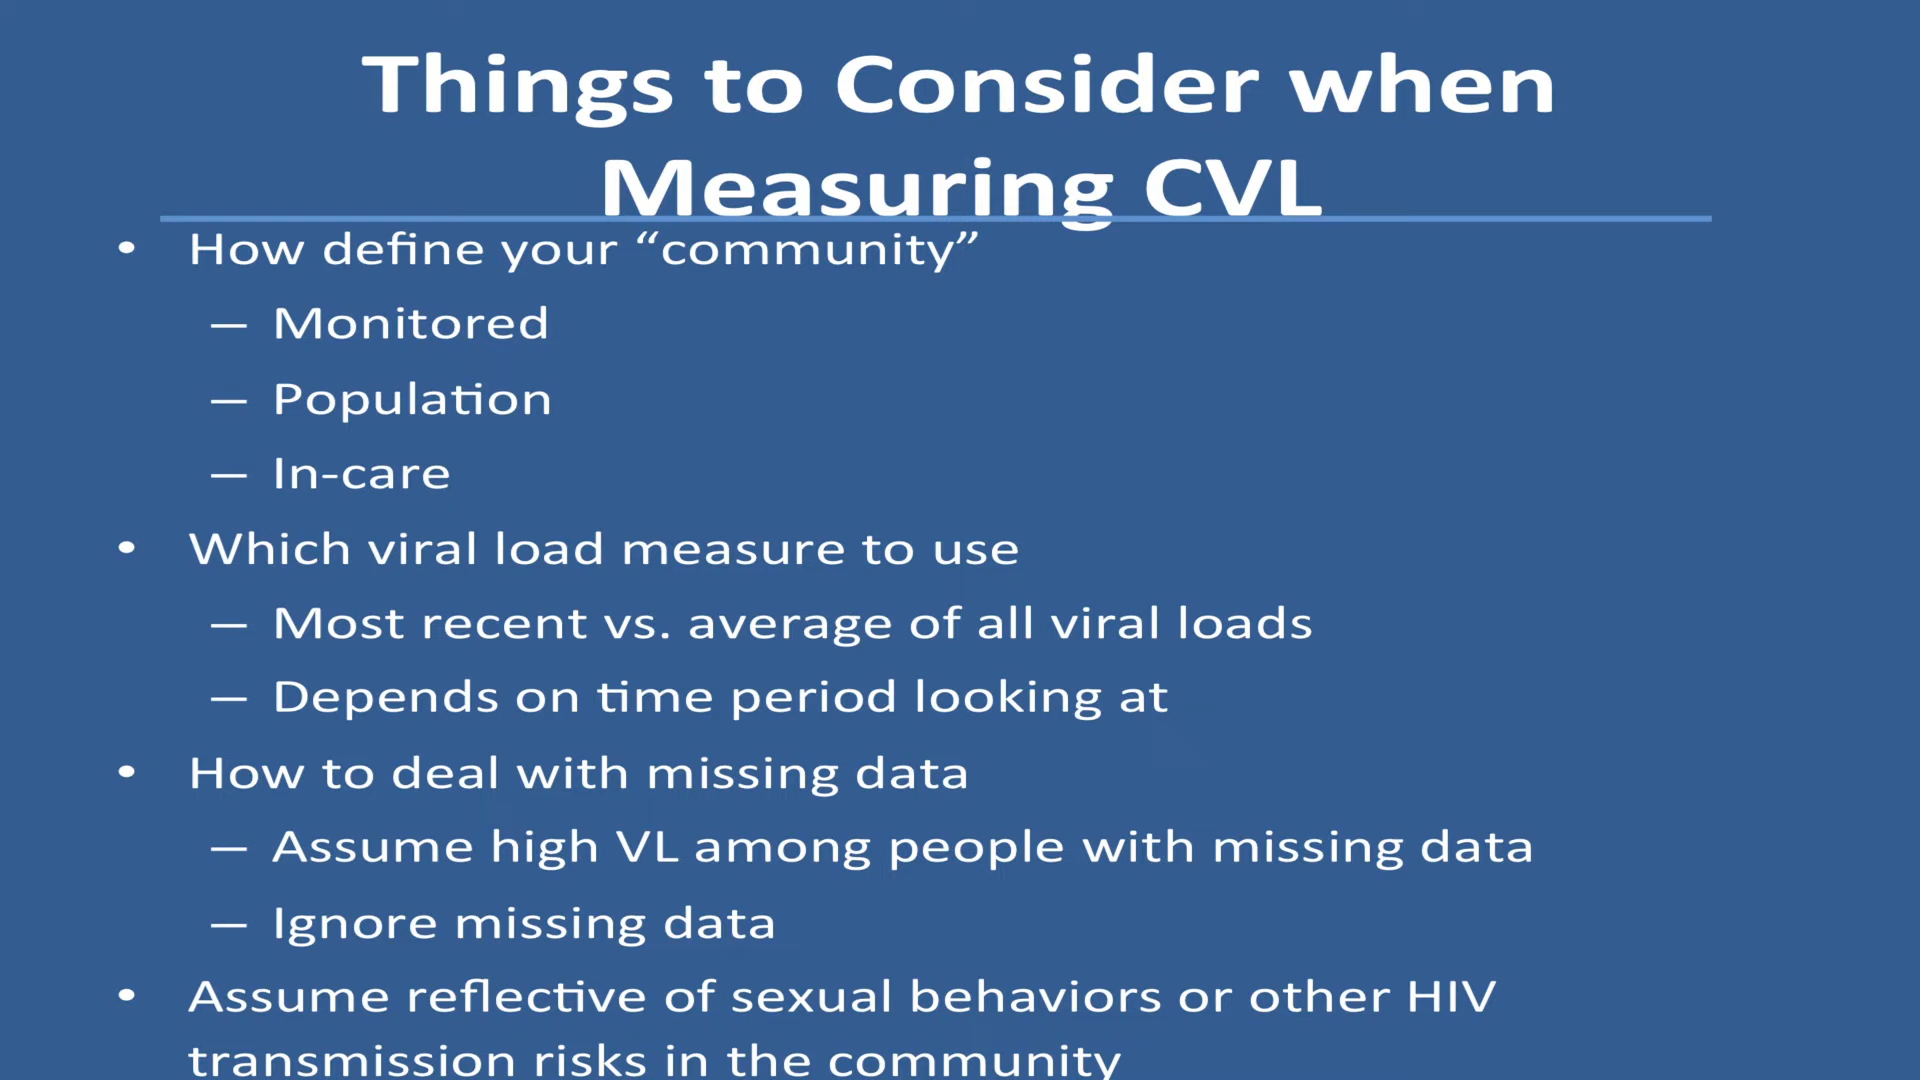 Things to Consider when
Measuring CVL
• How define your “community”
— Monitored
— Population
— In-care
• Which viral load measure to use
— Most recent vs. average of all viral loads
— Depends on time period looking at
• How to deal with missing data
— Assume high VL among people with missing data
— Ignore missing data
• Assume reflective of sexual behaviors or other HIV
transmission risks in the community